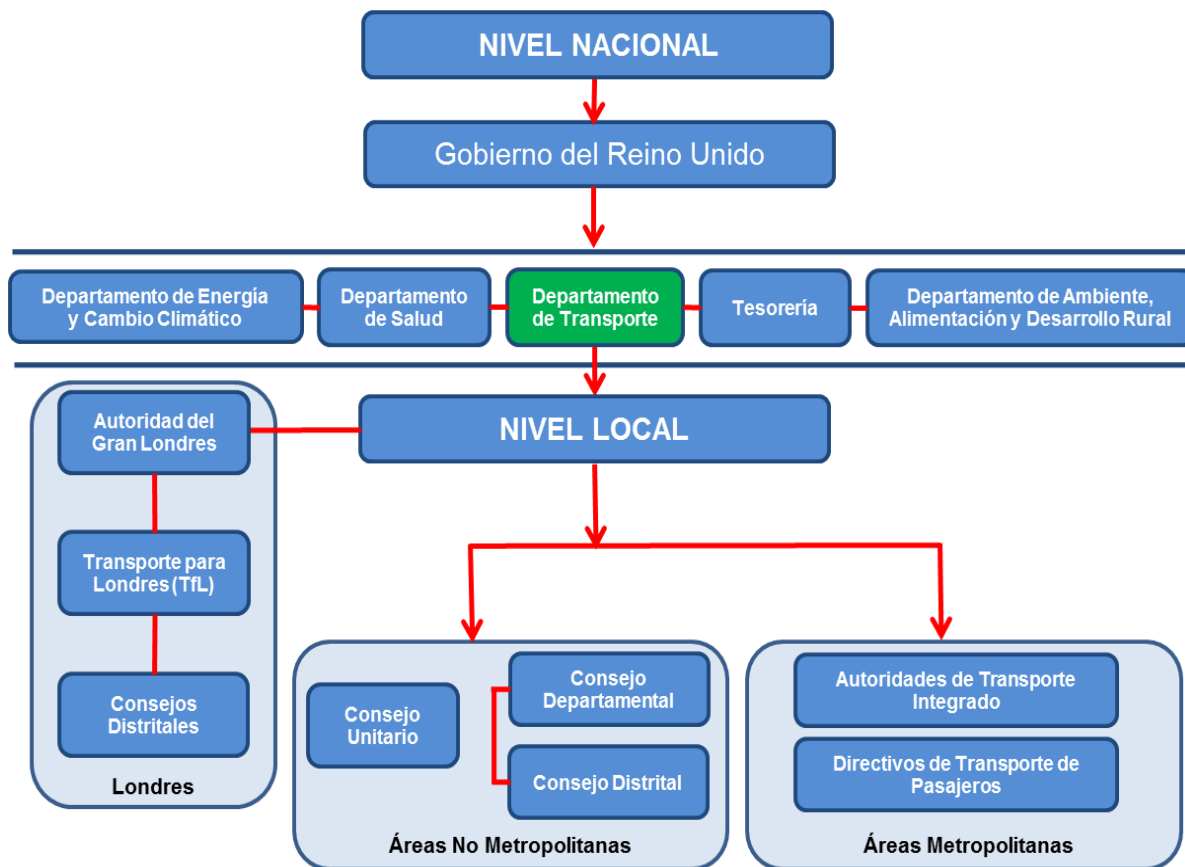 NIVEL NACIONAL
Gobierno del Reino Unido
Departamento de Energía
y Cambio Climático
Departamento
de Salud
Departamento
de Transporte
Tesorería
Departamento de Ambiente,
Alimentación y Desarrollo Rural
NIVEL LOCAL
Autoridad del
Gran Londres
Transporte para
Londres (TfL)
Consejos
Distritales
Londres
Consejo
Unitario
Consejo
Departamental
Consejo Distrital
Áreas No Metropolitanas
Autoridades de Transporte
Integrado
Directivos de Transporte de
Pasajeros
Áreas Metropolitanas